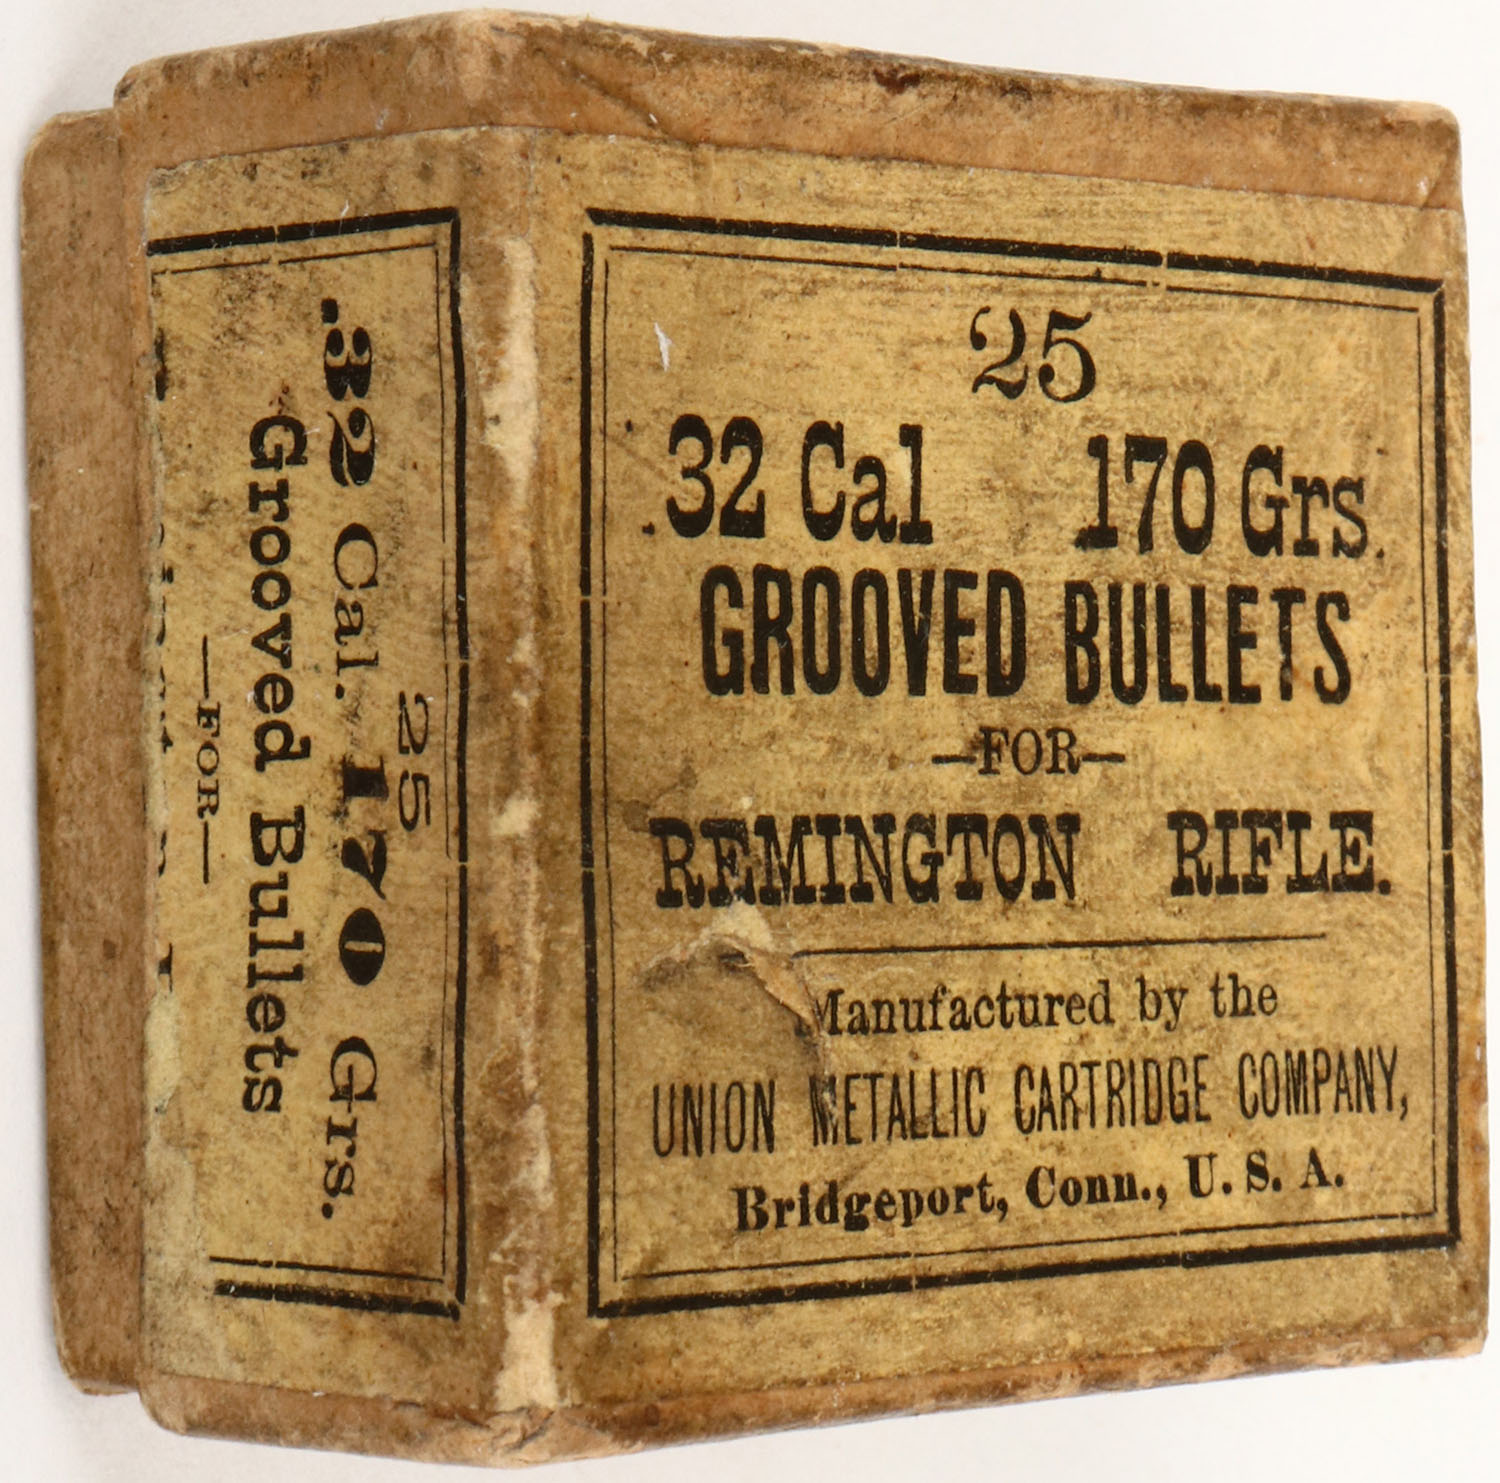 25
.32 Cal 170 Grs.
GROOVED BULLETS
—FOR—
REMINGTON RIFLE.
Manufactured by the
UNION METALLIC CARTRIDGE COMPANY,
Bridgeport, Conn., U. S. A.
25
.32 Cal. 170 Grs.
Grooved Bullets
—FOR—